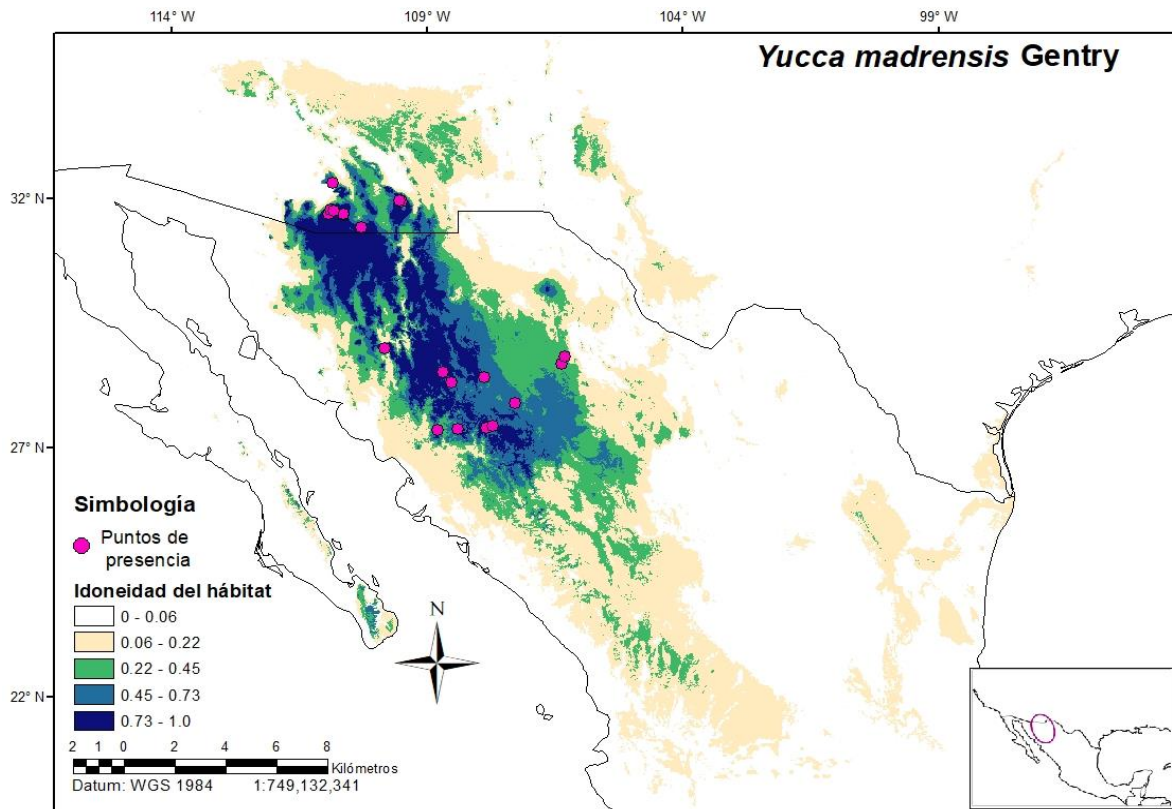 114° W 109° W 104° W 99° W
Yucca madrensis Gentry
32° N
27° N
22° N
Simbología
Puntos de
presencia
Idoneidad del hábitat
0 - 0.06
0.06 - 0.22
0.22 - 0.45
0.45 - 0.73
0.73 - 1.0
N
2 1 0 2 4 6 8
Kilómetros
Datum: WGS 1984 1:749,132,341